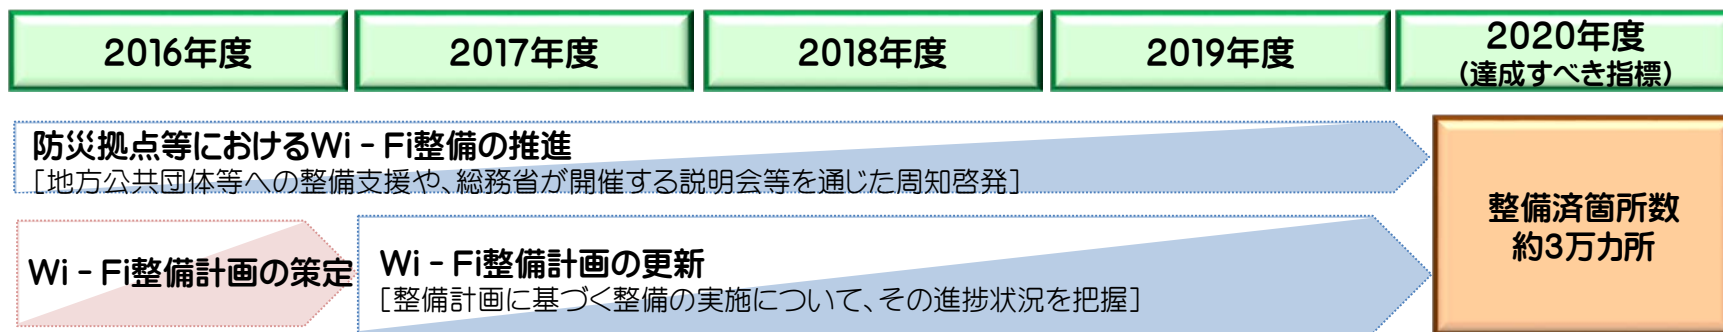 2016年度
2017年度
2018年度
2019年度
2020年度
(達成すべき指標)
防災拠点等におけるWi‐Fi整備の推進
[地方公共団体等への整備支援や、総務省が開催する説明会等を通じた周知啓発]
Wi‐Fi整備計画の策定
Wi‐Fi整備計画の更新
[整備計画に基づく整備の実施について、その進捗状況を把握]
整備済箇所数
約3万カ所